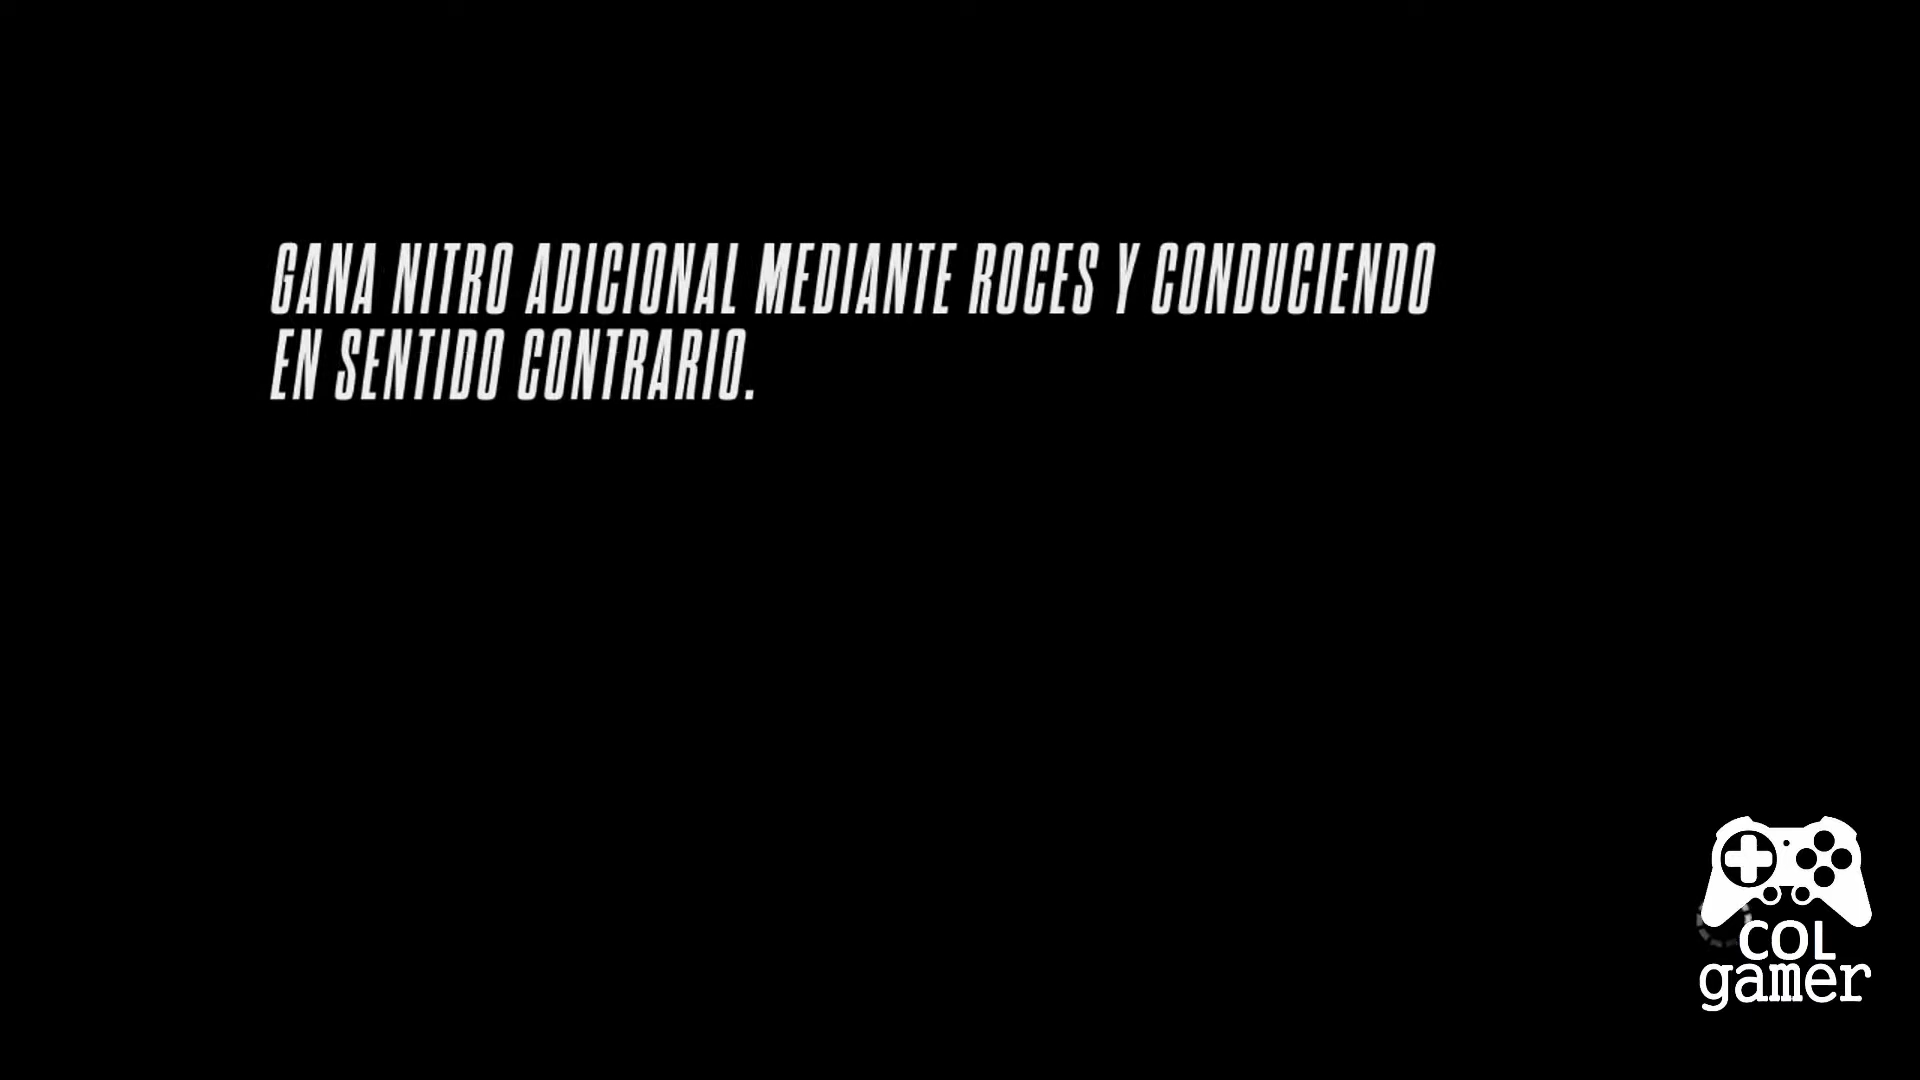 GANA NITRO ADICIONAL MEDIANTE ROCES Y CONDUCIENDO
EN SENTIDO CONTRARIO.
COL
gamer